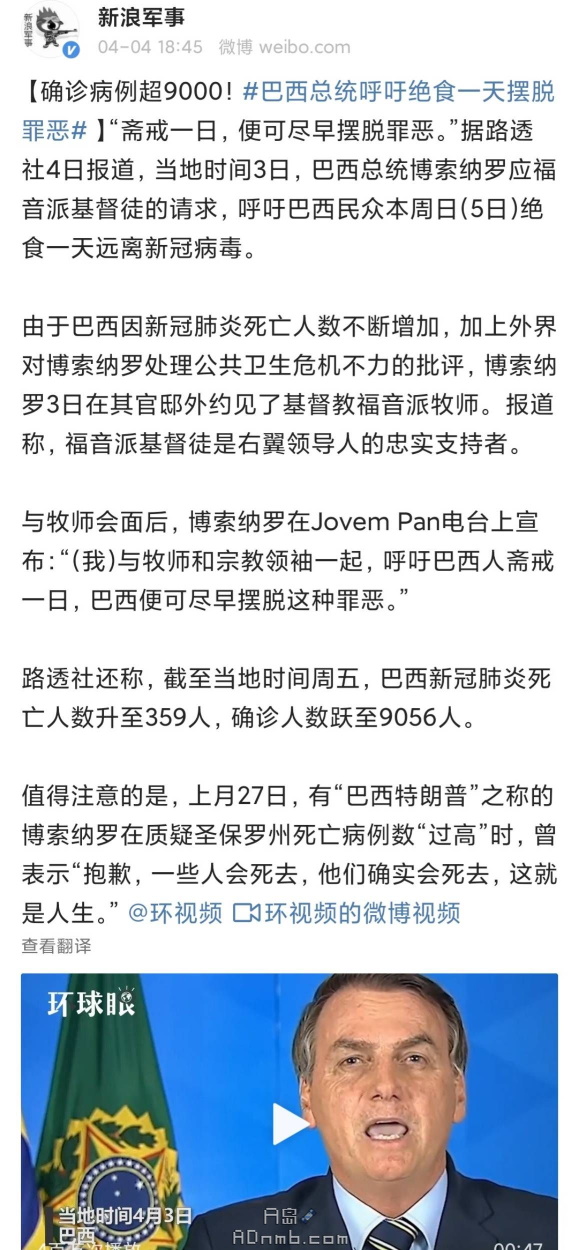 新浪军事
新浪军事
04-04 18:45 微博 weibo.com
【确诊病例超9000！#巴西总统呼吁绝食一天摆脱
罪恶# 】“斋戒一日，便可尽早摆脱罪恶。”据路透
社4日报道，当地时间3日，巴西总统博索纳罗应福
音派基督徒的请求，呼吁巴西民众本周日(5日)绝
食一天远离新冠病毒。
由于巴西因新冠肺炎死亡人数不断增加，加上外界
对博索纳罗处理公共卫生危机不力的批评，博索纳
罗3日在其官邸外约见了基督教福音派牧师。报道
称，福音派基督徒是右翼领导人的忠实支持者。
与牧师会面后，博索纳罗在Jovem Pan电台上宣
布：“(我)与牧师和宗教领袖一起，呼吁巴西人斋戒
一日，巴西便可尽早摆脱这种罪恶。”
路透社还称，截至当地时间周五，巴西新冠肺炎死
亡人数升至359人，确诊人数跃至9056人。
值得注意的是，上月27日，有“巴西特朗普”之称的
博索纳罗在质疑圣保罗州死亡病例数“过高”时，曾
表示“抱歉，一些人会死去，他们确实会死去，这就
是人生。” @环视频 环视频的微博视频
查看翻译
环球眼
当地时间4月3日
巴西
A岛
ADnmb.com
00:47